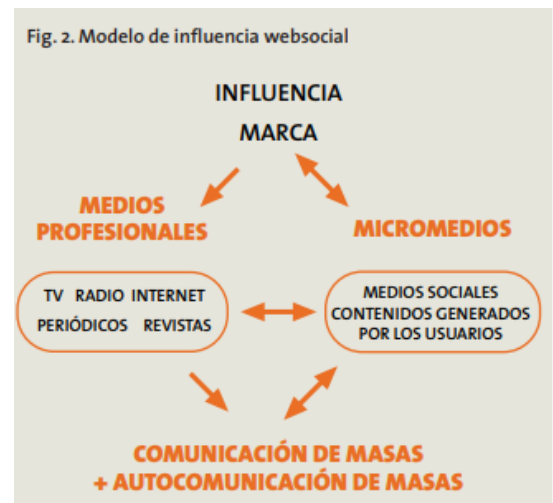 Fig. 2. Modelo de influencia websocial
INFLUENCIA
MARCA
MEDIOS
PROFESIONALES
MICROMEDIOS
TV RADIO INTERNET
PERIÓDICOS REVISTAS
MEDIOS SOCIALES
CONTENIDOS GENERADOS
POR LOS USUARIOS
COMUNICACIÓN DE MASAS
+ AUTOCOMUNICACIÓN DE MASAS